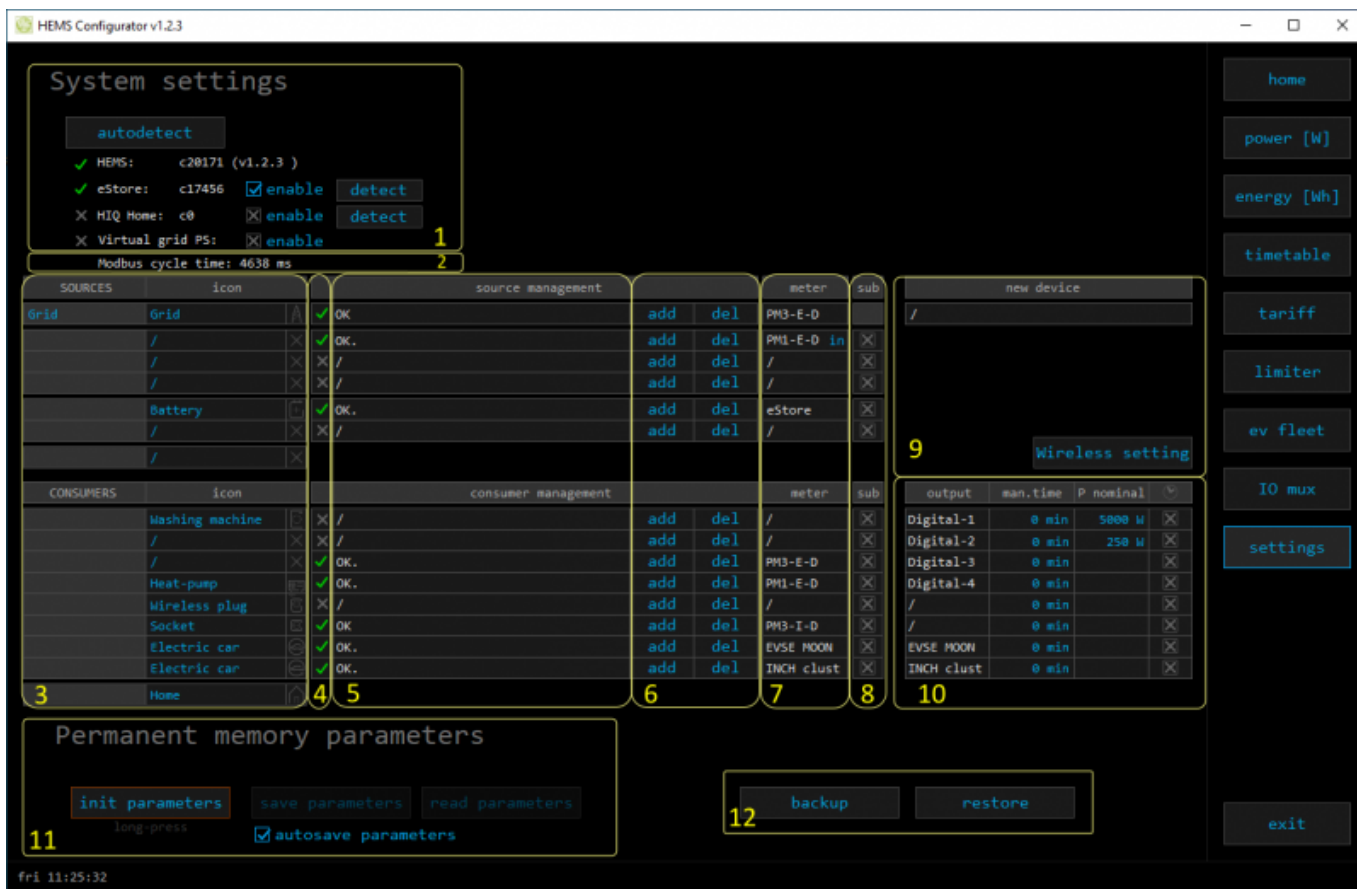 HEMS Configurator v1.2.3
System settings
autodetect
HEMS: c20171 (v1.2.3 )
eStore: c17456 enable detect
HIQ Home: c0 enable detect
Virtual grid PS: enable
1
Modbus cycle time: 4638 ms
2
SOURCES icon source management meter sub
Grid Grid OK add del PM3-E-D
/ OK. add del PM1-E-D in
/ / add del /
/ / add del /
Battery OK. add del eStore
/ / add del /
/
CONSUMERS icon consumer management meter sub
Washing machine / add del /
/ / add del /
/ OK. add del PM3-E-D
Heat-pump OK. add del PM1-E-D
Wireless plug / add del /
Socket OK add del PM3-I-D
Electric car OK. add del EVSE MOON
Electric car OK. add del INCH clust
Home
3 4 5 6 7 8
new device
/
9
Wireless setting
output man.time P nominal
Digital-1 0 min 5000 W
Digital-2 0 min 250 W
Digital-3 0 min
Digital-4 0 min
/ 0 min
/ 0 min
EVSE MOON 0 min
INCH clust 0 min
10
Permanent memory parameters
init parameters save parameters read parameters
long-press
autosave parameters
11
backup restore
12
home
power [W]
energy [Wh]
timetable
tariff
limiter
ev fleet
IO mux
settings
exit
fri 11:25:32